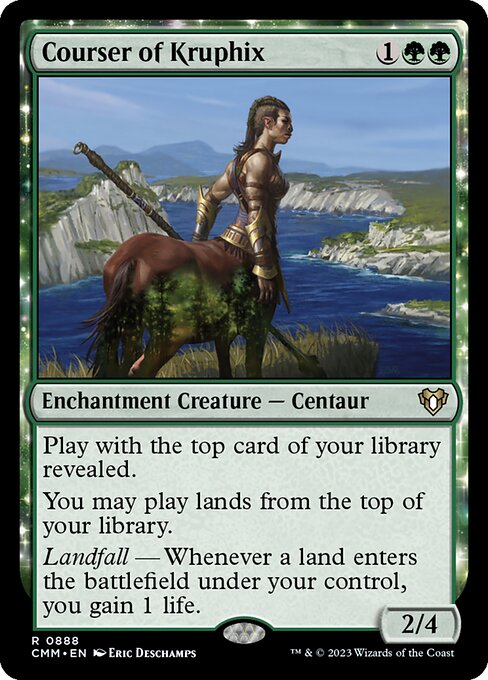 Courser of Kruphix 1
Enchantment Creature — Centaur
Play with the top card of your library
revealed.
You may play lands from the top of
your library.
Landfall — Whenever a land enters
the battlefield under your control,
you gain 1 life.
2/4
R 0888
CMM • EN Eric Deschamps
™ & © 2023 Wizards of the Coast